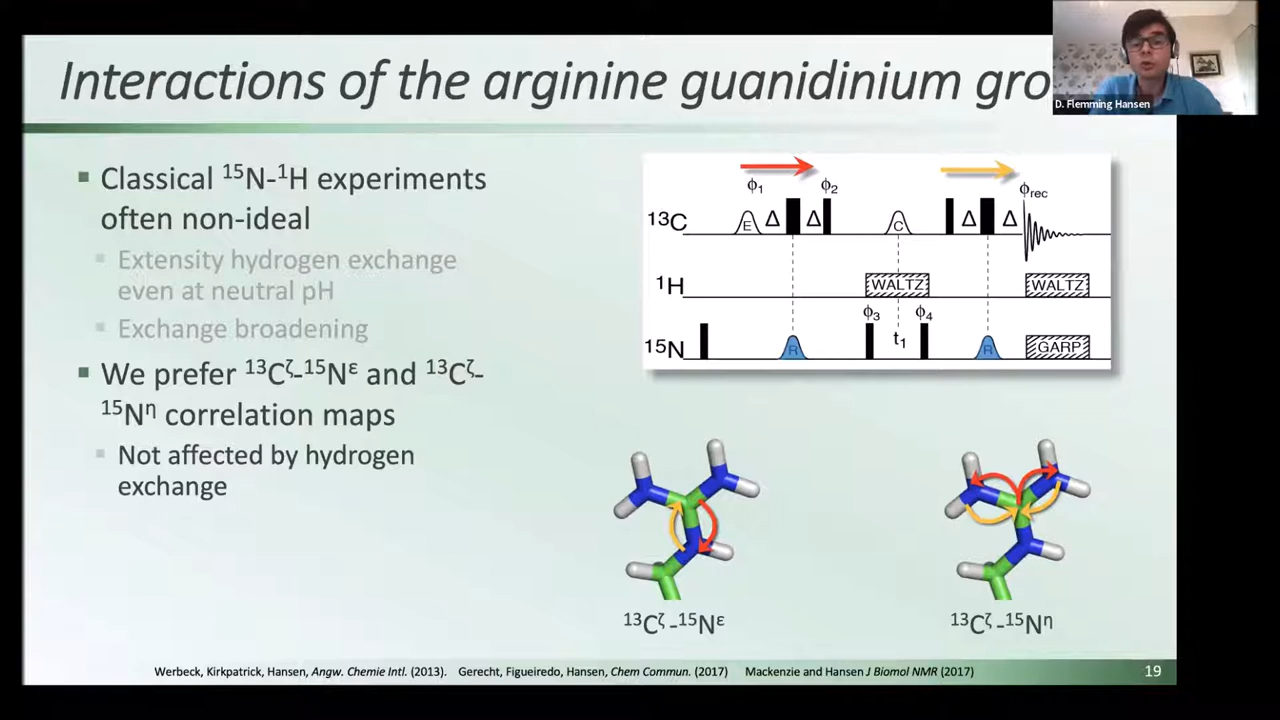 Interactions of the arginine guanidinium gro
D. Flemming Hansen
▪ Classical ¹⁵N-¹H experiments
often non-ideal
▪ Extensity hydrogen exchange
even at neutral pH
▪ Exchange broadening
▪ We prefer ¹³Cζ-¹⁵Nε and ¹³Cζ-
¹⁵Nη correlation maps
▪ Not affected by hydrogen
exchange
ϕ1 ϕ2 ϕrec
¹³C E Δ Δ C Δ Δ
¹H WALTZ WALTZ
ϕ3 ϕ4
¹⁵N R t1 R GARP
¹³Cζ-¹⁵Nε
¹³Cζ-¹⁵Nη
Werbeck, Kirkpatrick, Hansen, Angw. Chemie Intl. (2013). Gerecht, Figueiredo, Hansen, Chem Commun. (2017) Mackenzie and Hansen J Biomol NMR (2017) 19